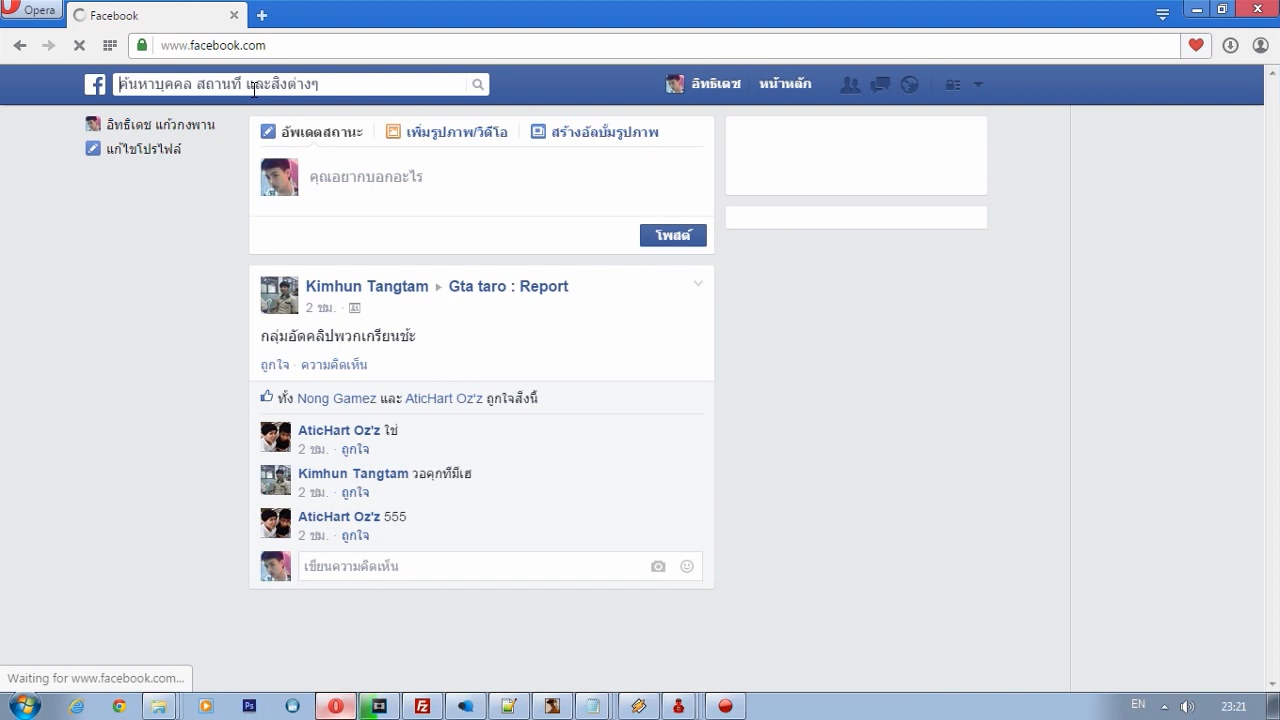 Opera
Facebook
www.facebook.com
ค้นหาบุคคล สถานที่ และสิ่งต่างๆ
อิทธิเดช หน้าหลัก
อิทธิเดช แก้วกงพาน
แก้ไขโปรไฟล์
อัพเดตสถานะ เพิ่มรูปภาพ/วิดีโอ สร้างอัลบั้มรูปภาพ
คุณอยากบอกอะไร
โพสต์
Kimhun Tangtam ▸ Gta taro : Report
2 ชม. ·
กลุ่มอัดคลิปพวกเกรียนช้ะ
ถูกใจ · ความคิดเห็น
ทั้ง Nong Gamez และ AticHart Oz'z ถูกใจสิ่งนี้
AticHart Oz'z ใช่
2 ชม. · ถูกใจ
Kimhun Tangtam วอคุกทีมีเฮ
2 ชม. · ถูกใจ
AticHart Oz'z 555
2 ชม. · ถูกใจ
เขียนความคิดเห็น
Waiting for www.facebook.com...
Ps
Fz
EN
23:21